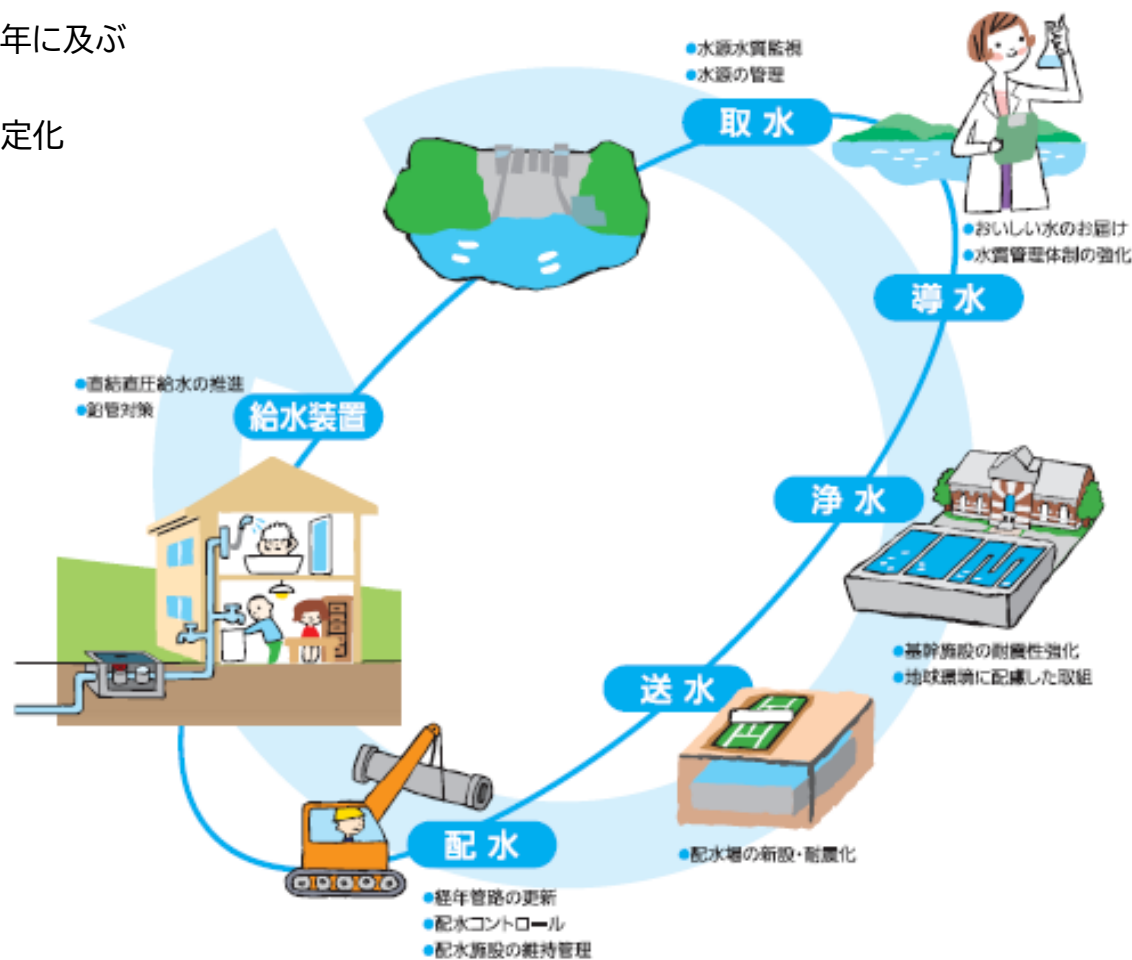 年に及ぶ
定化
●水源水質監視
●水源の管理
取水
●おいしい水のお届け
●水質管理体制の強化
導水
●直結直圧給水の推進
●鉛管対策
給水装置
浄水
●基幹施設の耐震性強化
●地球環境に配慮した取組
送水
●配水場の新設・耐震化
配水
●経年管路の更新
●配水コントロール
●配水施設の維持管理